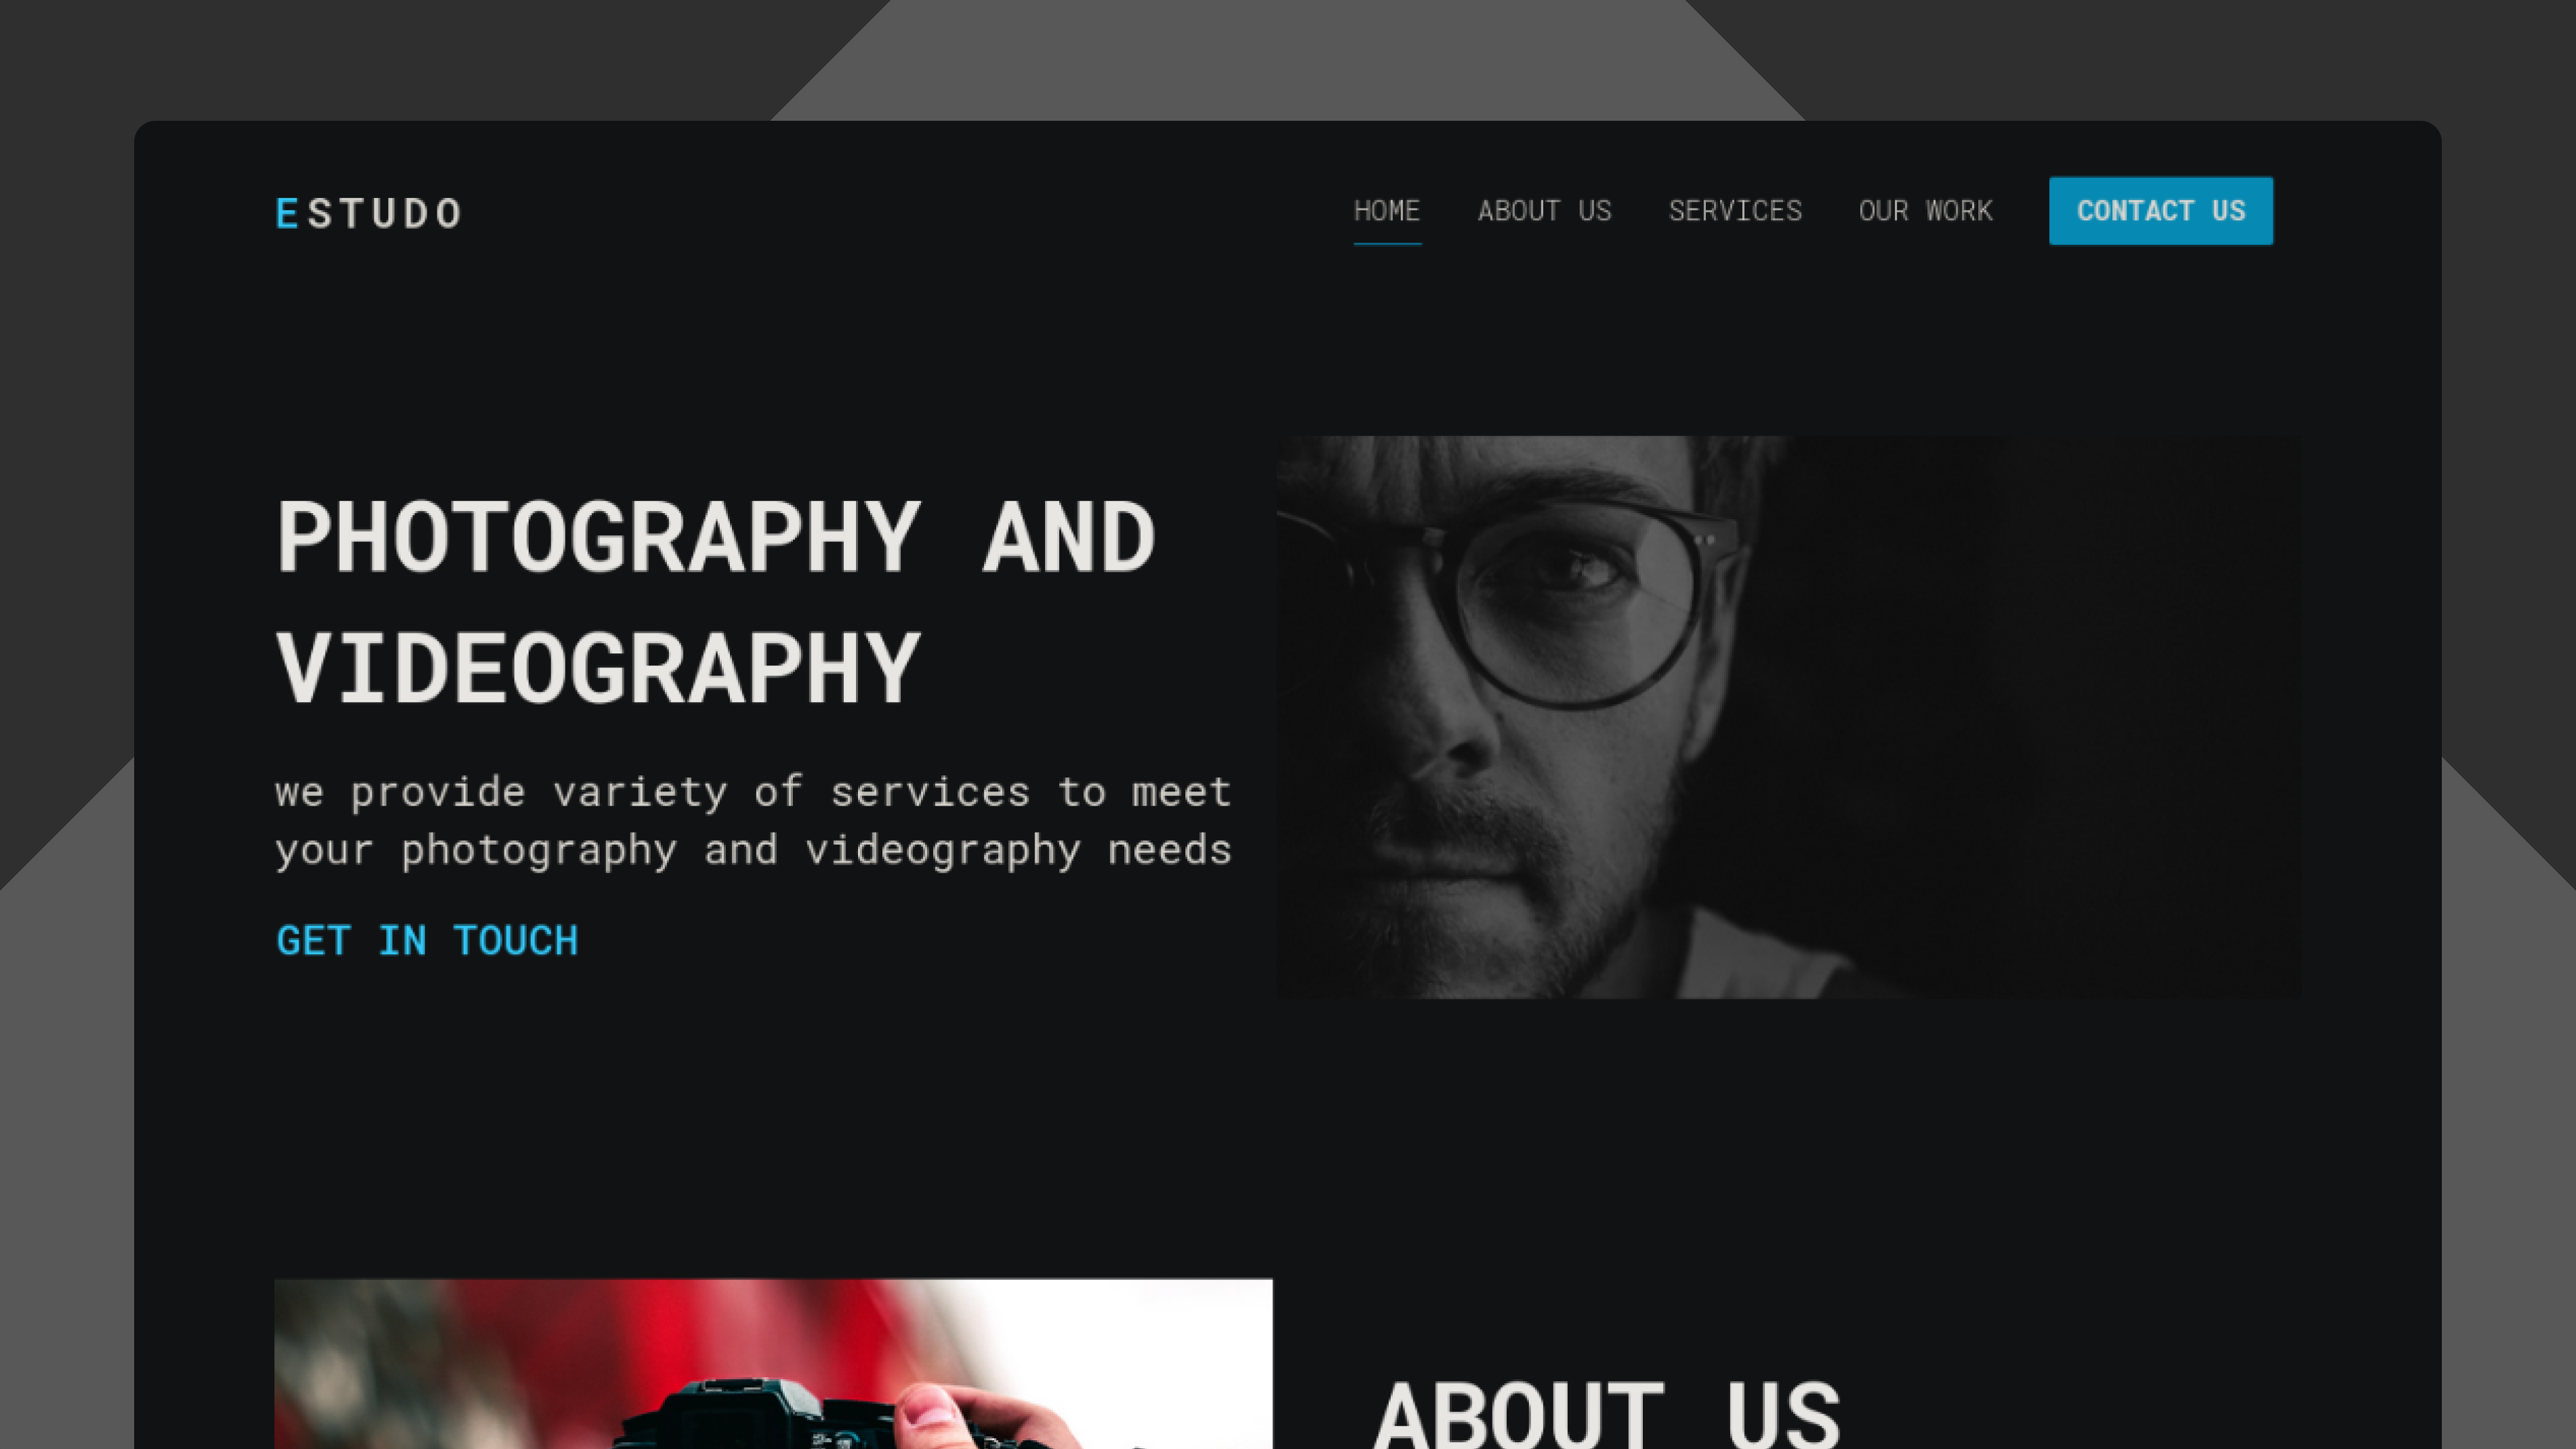 ESTUDO
HOME ABOUT US SERVICES OUR WORK CONTACT US
PHOTOGRAPHY AND
VIDEOGRAPHY
we provide variety of services to meet
your photography and videography needs
GET IN TOUCH
ABOUT US